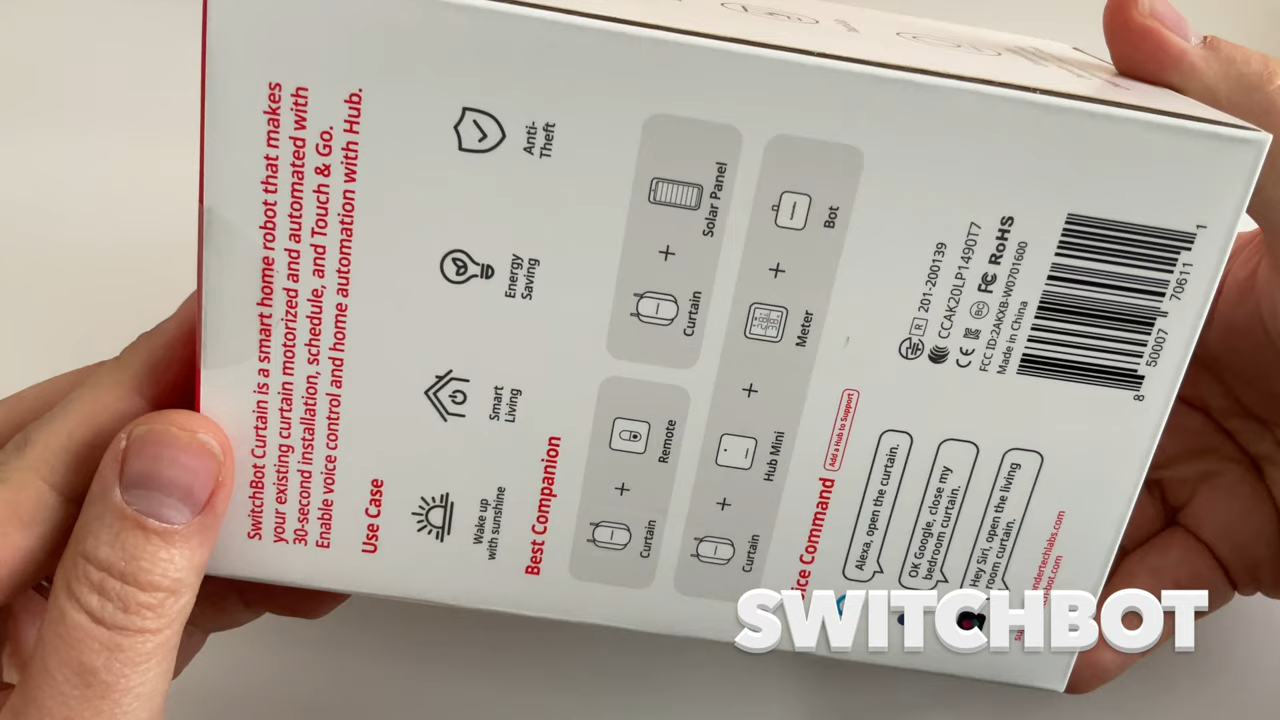 SwitchBot Curtain is a smart home robot that makes
your existing curtain motorized and automated with
30-second installation, schedule, and Touch & Go.
Enable voice control and home automation with Hub.
Use Case
Wake up
with sunshine
Smart
Living
Energy
Saving
Anti-
Theft
Best Companion
Curtain + Remote
Curtain + Solar Panel
Curtain + Hub Mini + Meter + Bot
Command Add a Hub to Support
Alexa, open the curtain.
OK Google, close my
bedroom curtain.
Hey Siri, open the living
room curtain.
R 201-200139
CCAK20LP1490T7
CE FC RoHS
FCC ID:2AKXB-W0701600
Made in China
8 50007 70611 1
SWITCHBOT